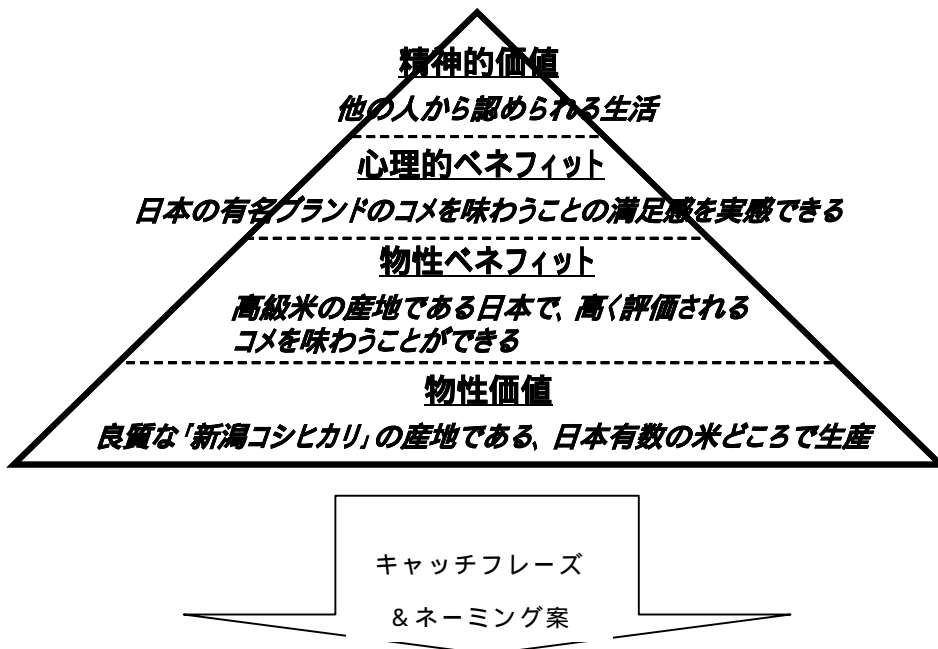 精神的価値
他の人から認められる生活
心理的ベネフィット
日本の有名ブランドのコメを味わうことの満足感を実感できる
物性ベネフィット
高級米の産地である日本で、高く評価される
コメを味わうことができる
物性価値
良質な「新潟コシヒカリ」の産地である、日本有数の米どころで生産
キャッチフレーズ
＆ネーミング案